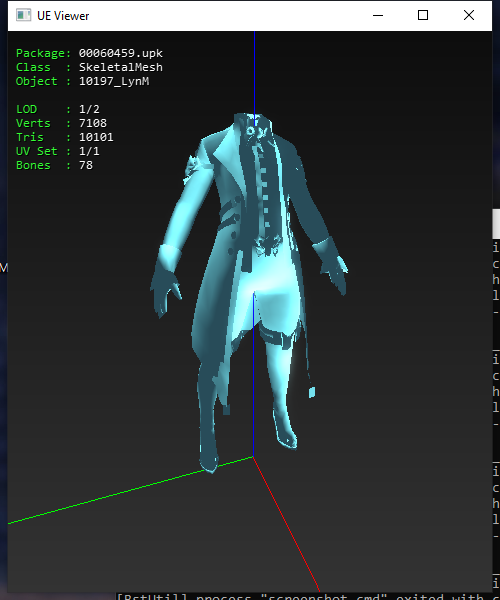 UE Viewer
Package: 00060459.upk
Class : SkeletalMesh
Object : 10197_LynM
LOD : 1/2
Verts : 7108
Tris : 10101
UV Set : 1/1
Bones : 78
M
i
c
h
l
-
i
c
h
l
-
i
c
h
l
-
i
[BstUtil] process "screenshot.cmd" exited with c